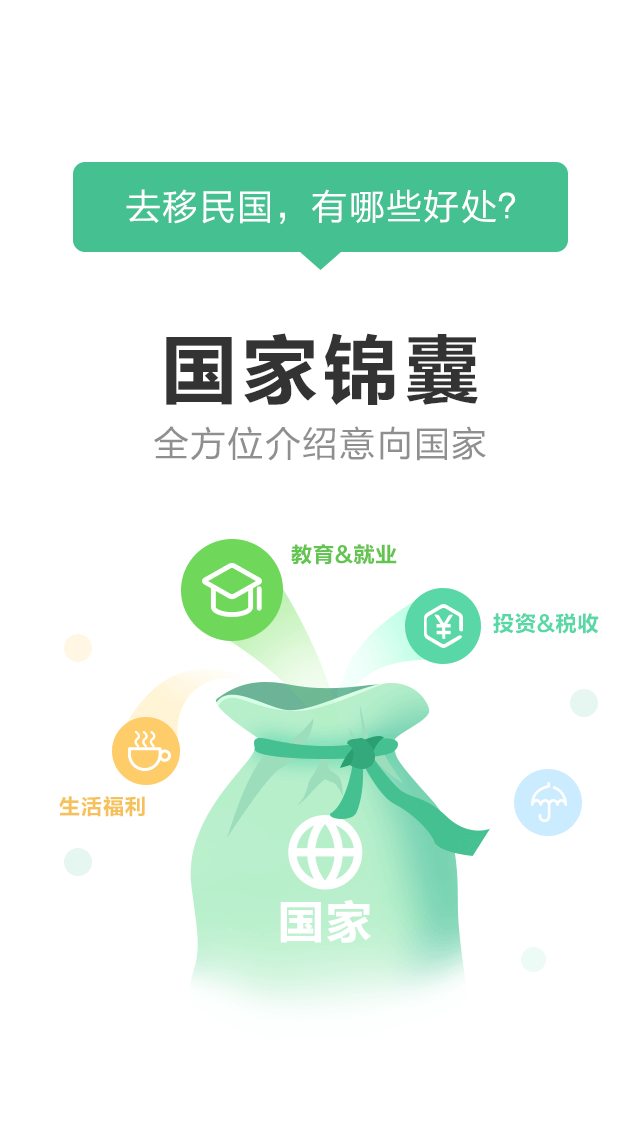 去移民国，有哪些好处?
国家锦囊
全方位介绍意向国家
教育&就业
投资&税收
生活福利
国家